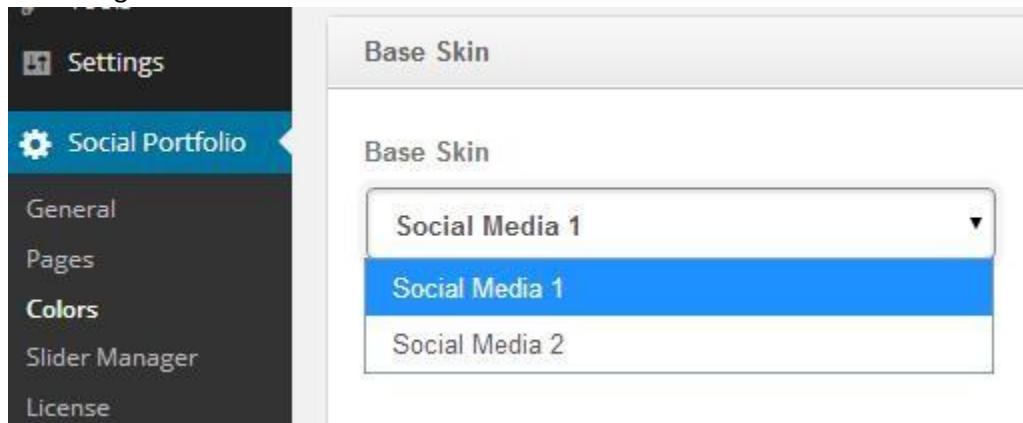 Settings
Social Portfolio
General
Pages
Colors
Slider Manager
License
Base Skin
Base Skin
Social Media 1
Social Media 1
Social Media 2